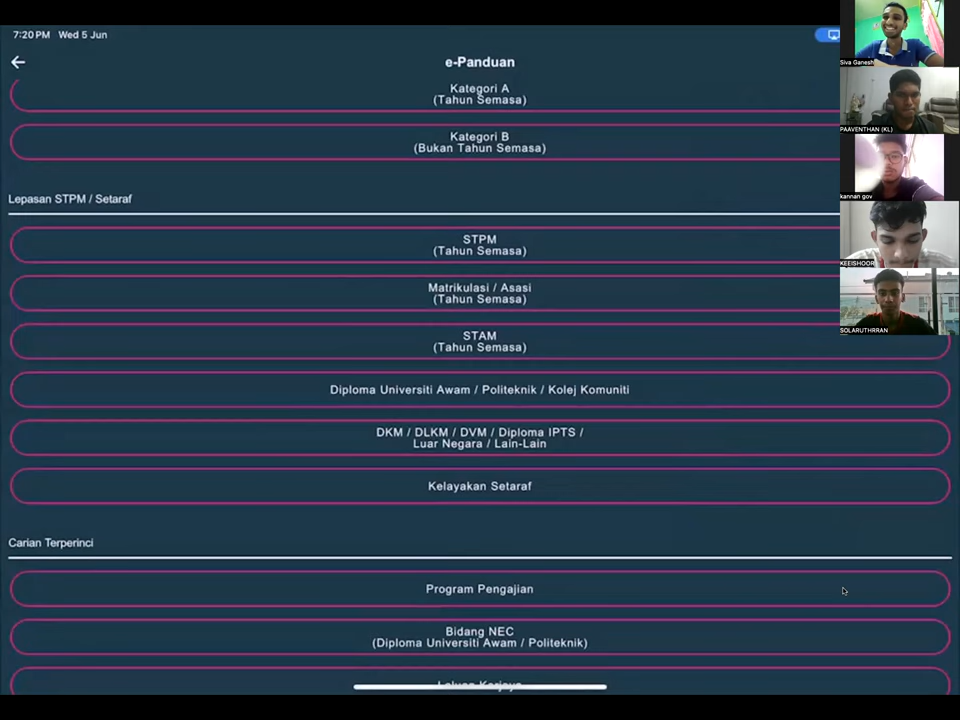 7:20 PM Wed 5 Jun
e-Panduan
Kategori A
(Tahun Semasa)
Kategori B
(Bukan Tahun Semasa)
Lepasan STPM / Setaraf
STPM
(Tahun Semasa)
Matrikulasi / Asasi
(Tahun Semasa)
STAM
(Tahun Semasa)
Diploma Universiti Awam / Politeknik / Kolej Komuniti
DKM / DLKM / DVM / Diploma IPTS /
Luar Negara / Lain-Lain
Kelayakan Setaraf
Carian Terperinci
Program Pengajian
Bidang NEC
(Diploma Universiti Awam / Politeknik)
Laluan Kerjaya
Siva Ganesh
PAAVENTHAN (KL)
kannan gov
KEEISHOOR
SOLARUTHRRAN